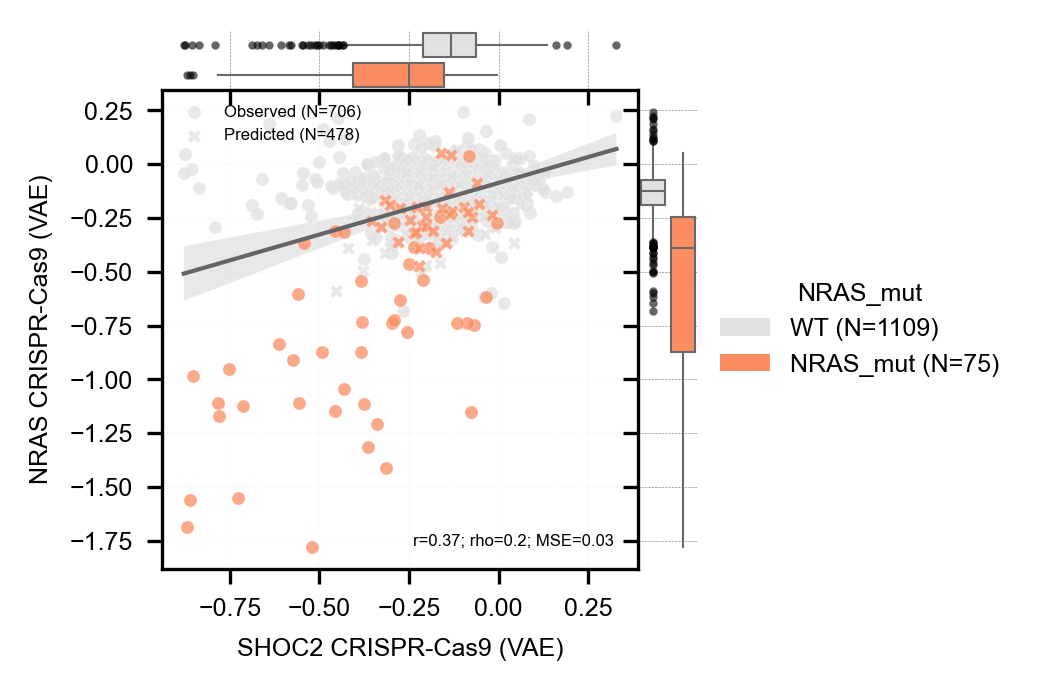 Observed (N=706)
Predicted (N=478)
0.25
0.00
−0.25
−0.50
−0.75
−1.00
−1.25
−1.50
−1.75
NRAS CRISPR-Cas9 (VAE)
r=0.37; rho=0.2; MSE=0.03
−0.75 −0.50 −0.25 0.00 0.25
SHOC2 CRISPR-Cas9 (VAE)
NRAS_mut
WT (N=1109)
NRAS_mut (N=75)